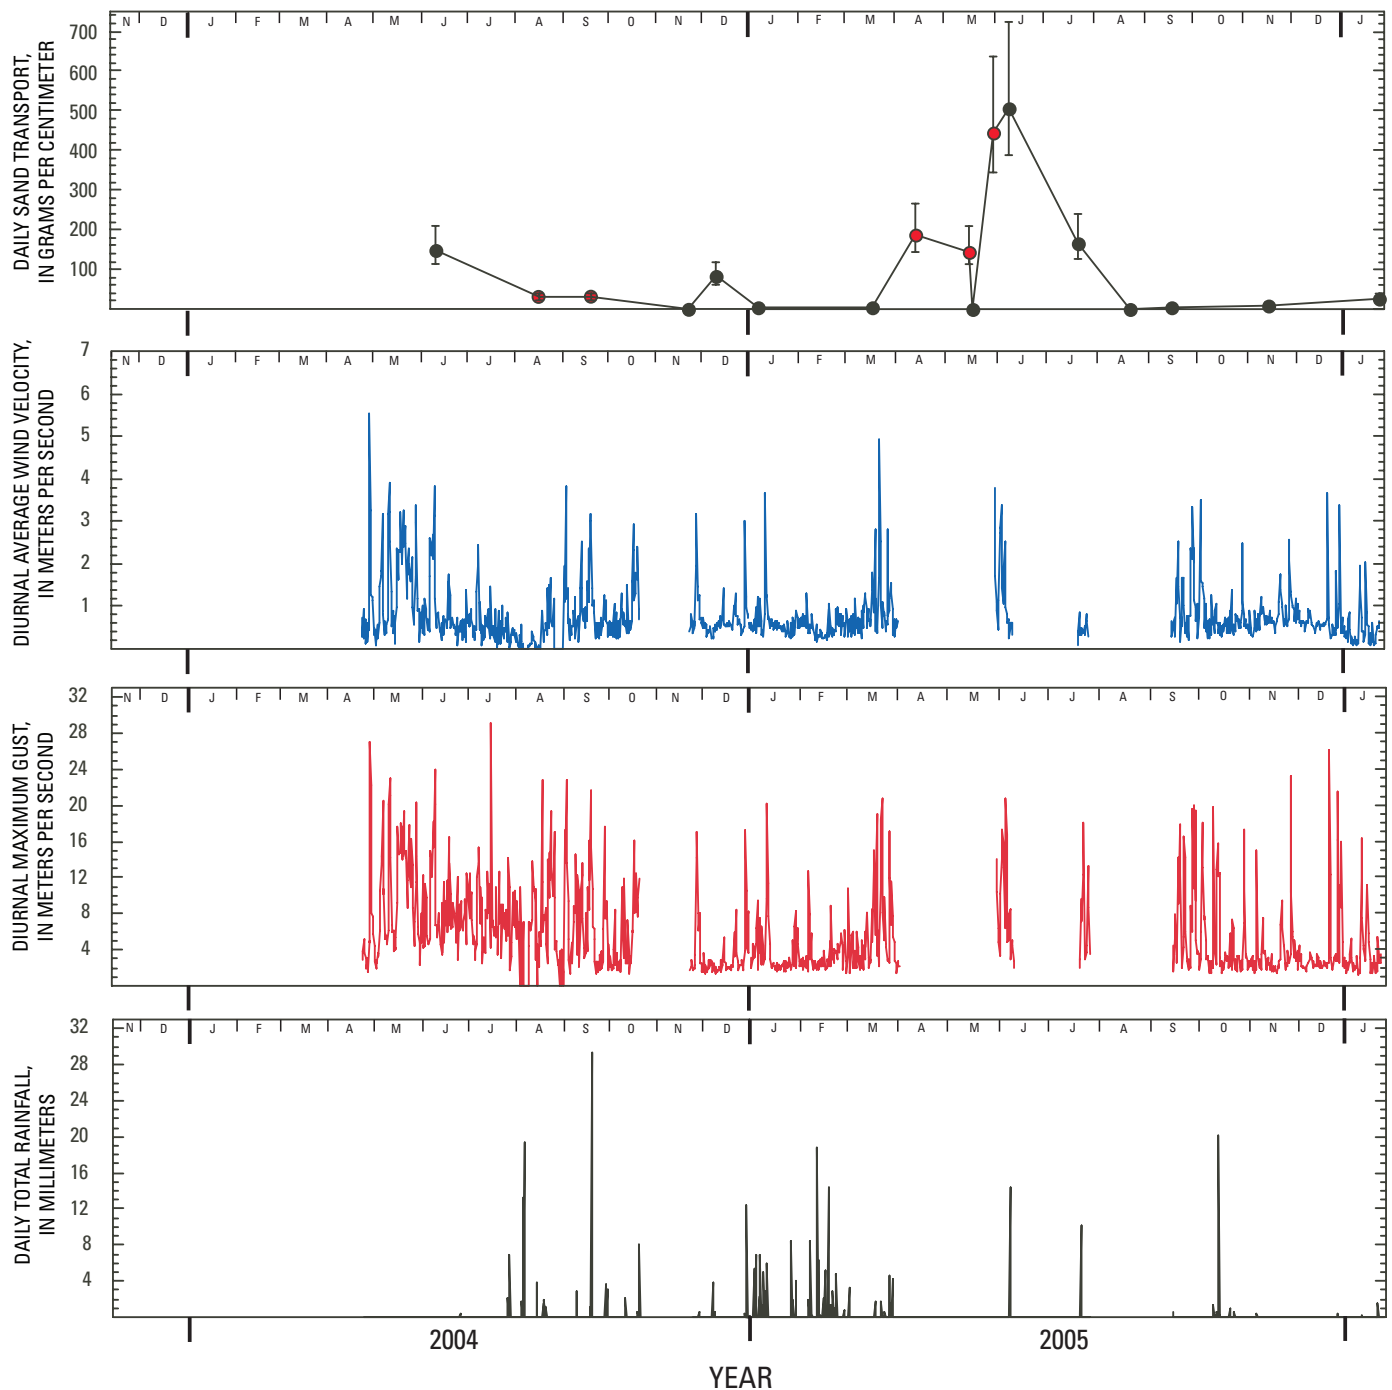 N D J F M A M J J A S O N D J F M A M J J A S O N D J
DAILY SAND TRANSPORT,
IN GRAMS PER CENTIMETER
700
600
500
400
300
200
100
N D J F M A M J J A S O N D J F M A M J J A S O N D J
DIURNAL AVERAGE WIND VELOCITY,
IN METERS PER SECOND
7
6
5
4
3
2
1
N D J F M A M J J A S O N D J F M A M J J A S O N D J
DIURNAL MAXIMUM GUST,
IN METERS PER SECOND
32
28
24
20
16
12
8
4
N D J F M A M J J A S O N D J F M A M J J A S O N D J
DAILY TOTAL RAINFALL,
IN MILLIMETERS
32
28
24
20
16
12
8
4
2004 2005
YEAR